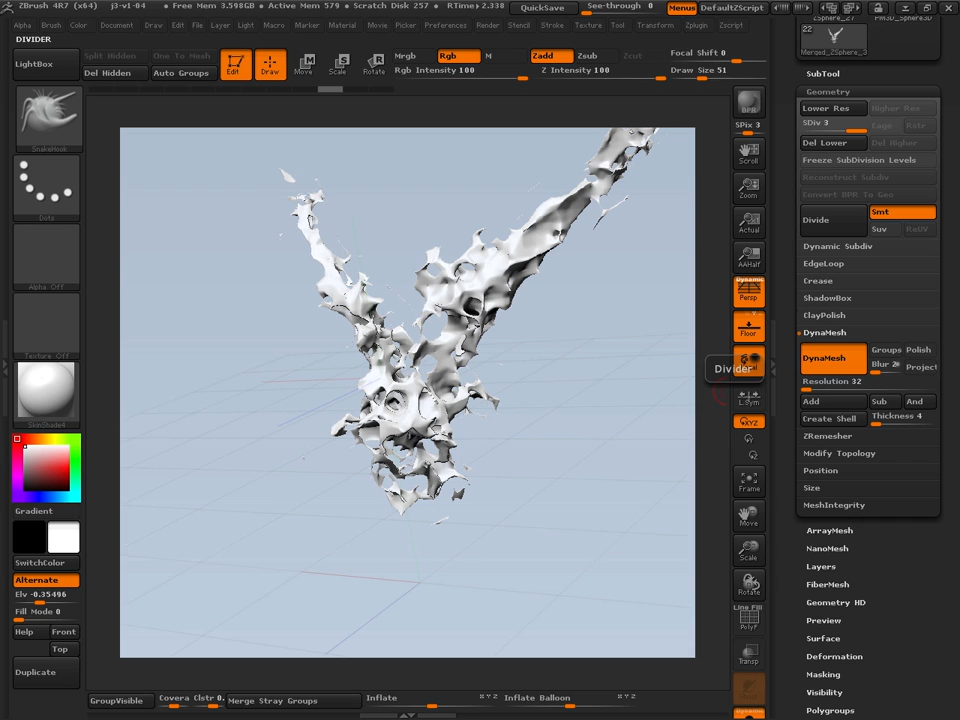 ZBrush 4R7 (x64) j3-v1-04 • Free Mem 3.598GB • Active Mem 579 • Scratch Disk 257 • RTime▸2.338 QuickSave See-through 0 Menus DefaultZScript
Alpha Brush Color Document Draw Edit File Layer Light Macro Marker Material Movie Picker Preferences Render Stencil Stroke Texture Tool Transform Zplugin Zscript
DIVIDER
LightBox
Split Hidden One To Mesh
Del Hidden Auto Groups
Edit Draw Move Scale Rotate
Mrgb Rgb M
Rgb Intensity 100
Zadd Zsub Zcut
Z Intensity 100
Focal Shift 0
Draw Size 51
SnakeHook
Dots
Alpha Off
Texture Off
SkinShade4
Gradient
SwitchColor
Alternate
Elv -0.35496
Fill Mode 0
Help Front
Top
Duplicate
BPR
SPix 3
Scroll
Zoom
Actual
AAHalf
Dynamic
Persp
Floor
Divider
L.Sym
XYZ
Frame
Move
Scale
Rotate
Line Fill
PolyF
Transp
ZSphere_27 PM3D_Sphere3D
22
Merged_ZSphere_3
SubTool
Geometry
Lower Res Higher Res
SDiv 3 Cage Rstr
Del Lower Del Higher
Freeze SubDivision Levels
Reconstruct Subdiv
Convert BPR To Geo
Divide Smt
Suv ReUV
Dynamic Subdiv
EdgeLoop
Crease
ShadowBox
ClayPolish
DynaMesh
DynaMesh Groups Polish
Blur 2 Project
Resolution 32
Add Sub And
Create Shell Thickness 4
ZRemesher
Modify Topology
Position
Size
MeshIntegrity
ArrayMesh
NanoMesh
Layers
FiberMesh
Geometry HD
Preview
Surface
Deformation
Masking
Visibility
Polygroups
GroupVisible Covera Clstr 0. Merge Stray Groups Inflate X Y Z Inflate Balloon X Y Z